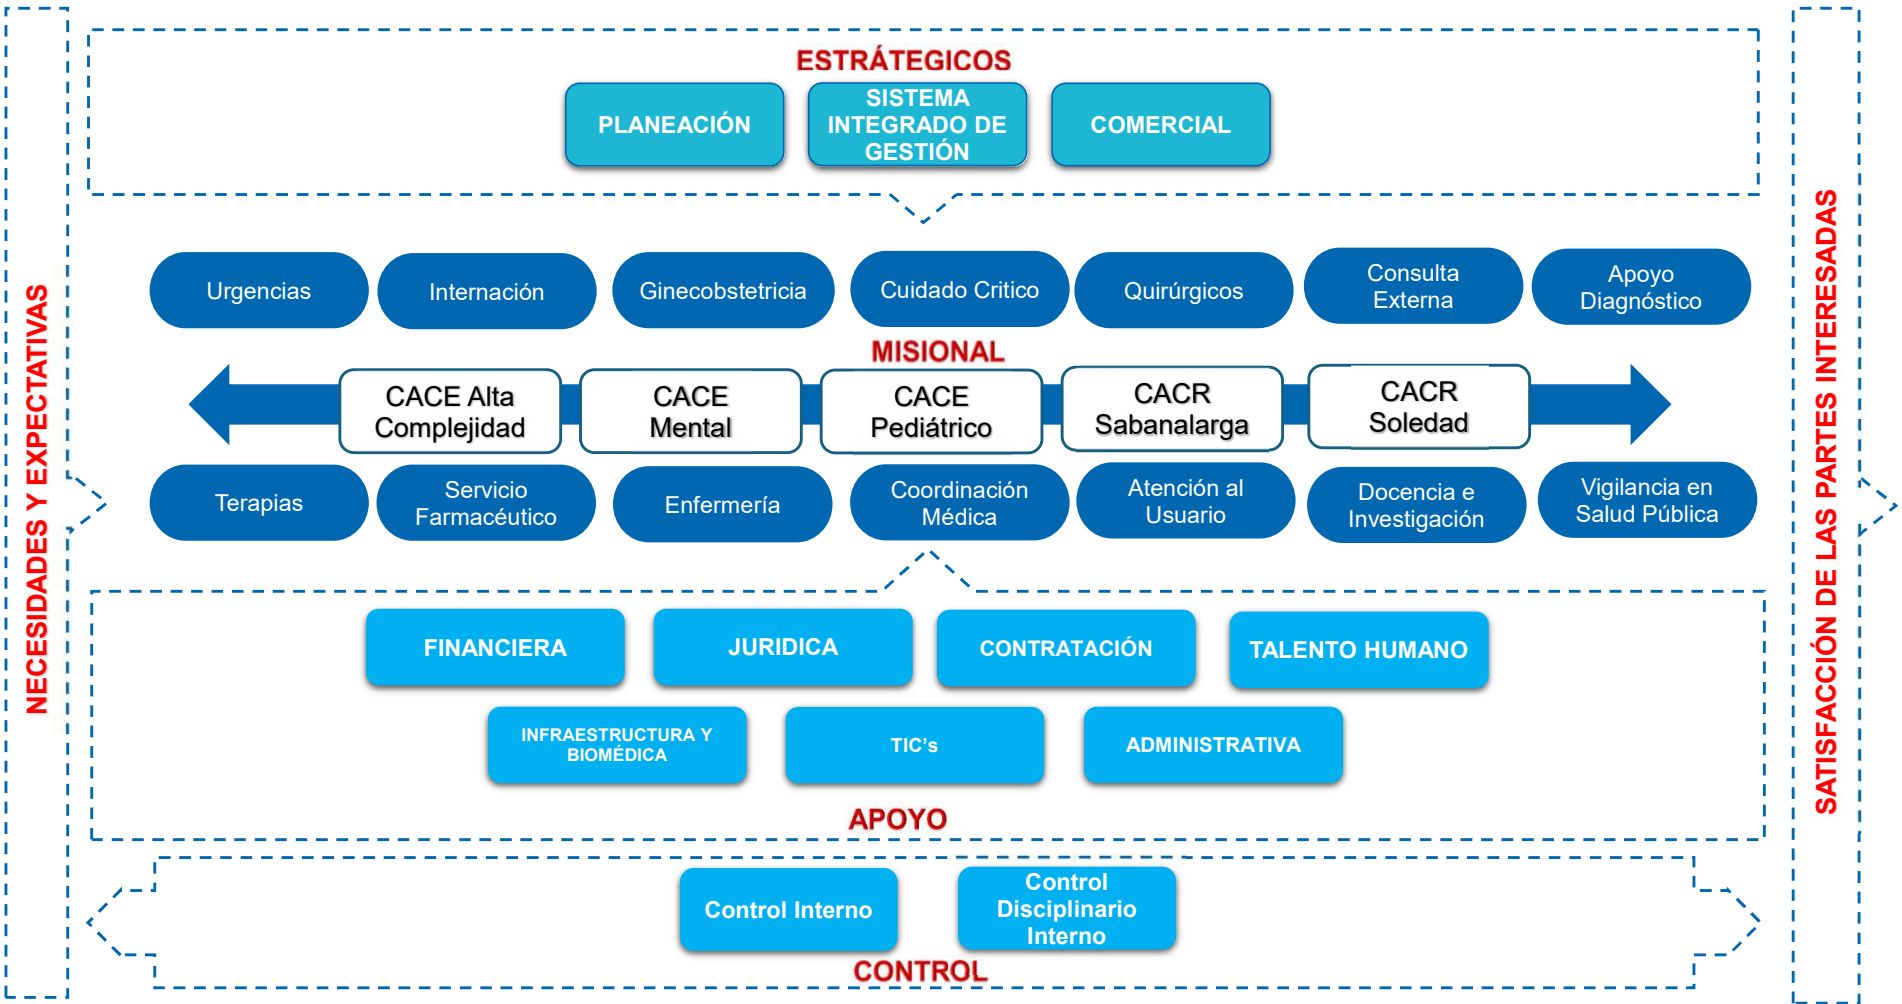 ESTRÁTEGICOS
PLANEACIÓN
SISTEMA
INTEGRADO DE
GESTIÓN
COMERCIAL
NECESIDADES Y EXPECTATIVAS
Urgencias
Internación
Ginecobstetricia
Cuidado Critico
Quirúrgicos
Consulta
Externa
Apoyo
Diagnóstico
MISIONAL
CACE Alta
Complejidad
CACE
Mental
CACE
Pediátrico
CACR
Sabanalarga
CACR
Soledad
Terapias
Servicio
Farmacéutico
Enfermería
Coordinación
Médica
Atención al
Usuario
Docencia e
Investigación
Vigilancia en
Salud Pública
SATISFACCIÓN DE LAS PARTES INTERESADAS
FINANCIERA
JURIDICA
CONTRATACIÓN
TALENTO HUMANO
INFRAESTRUCTURA Y
BIOMÉDICA
TIC's
ADMINISTRATIVA
APOYO
Control Interno
Control
Disciplinario
Interno
CONTROL